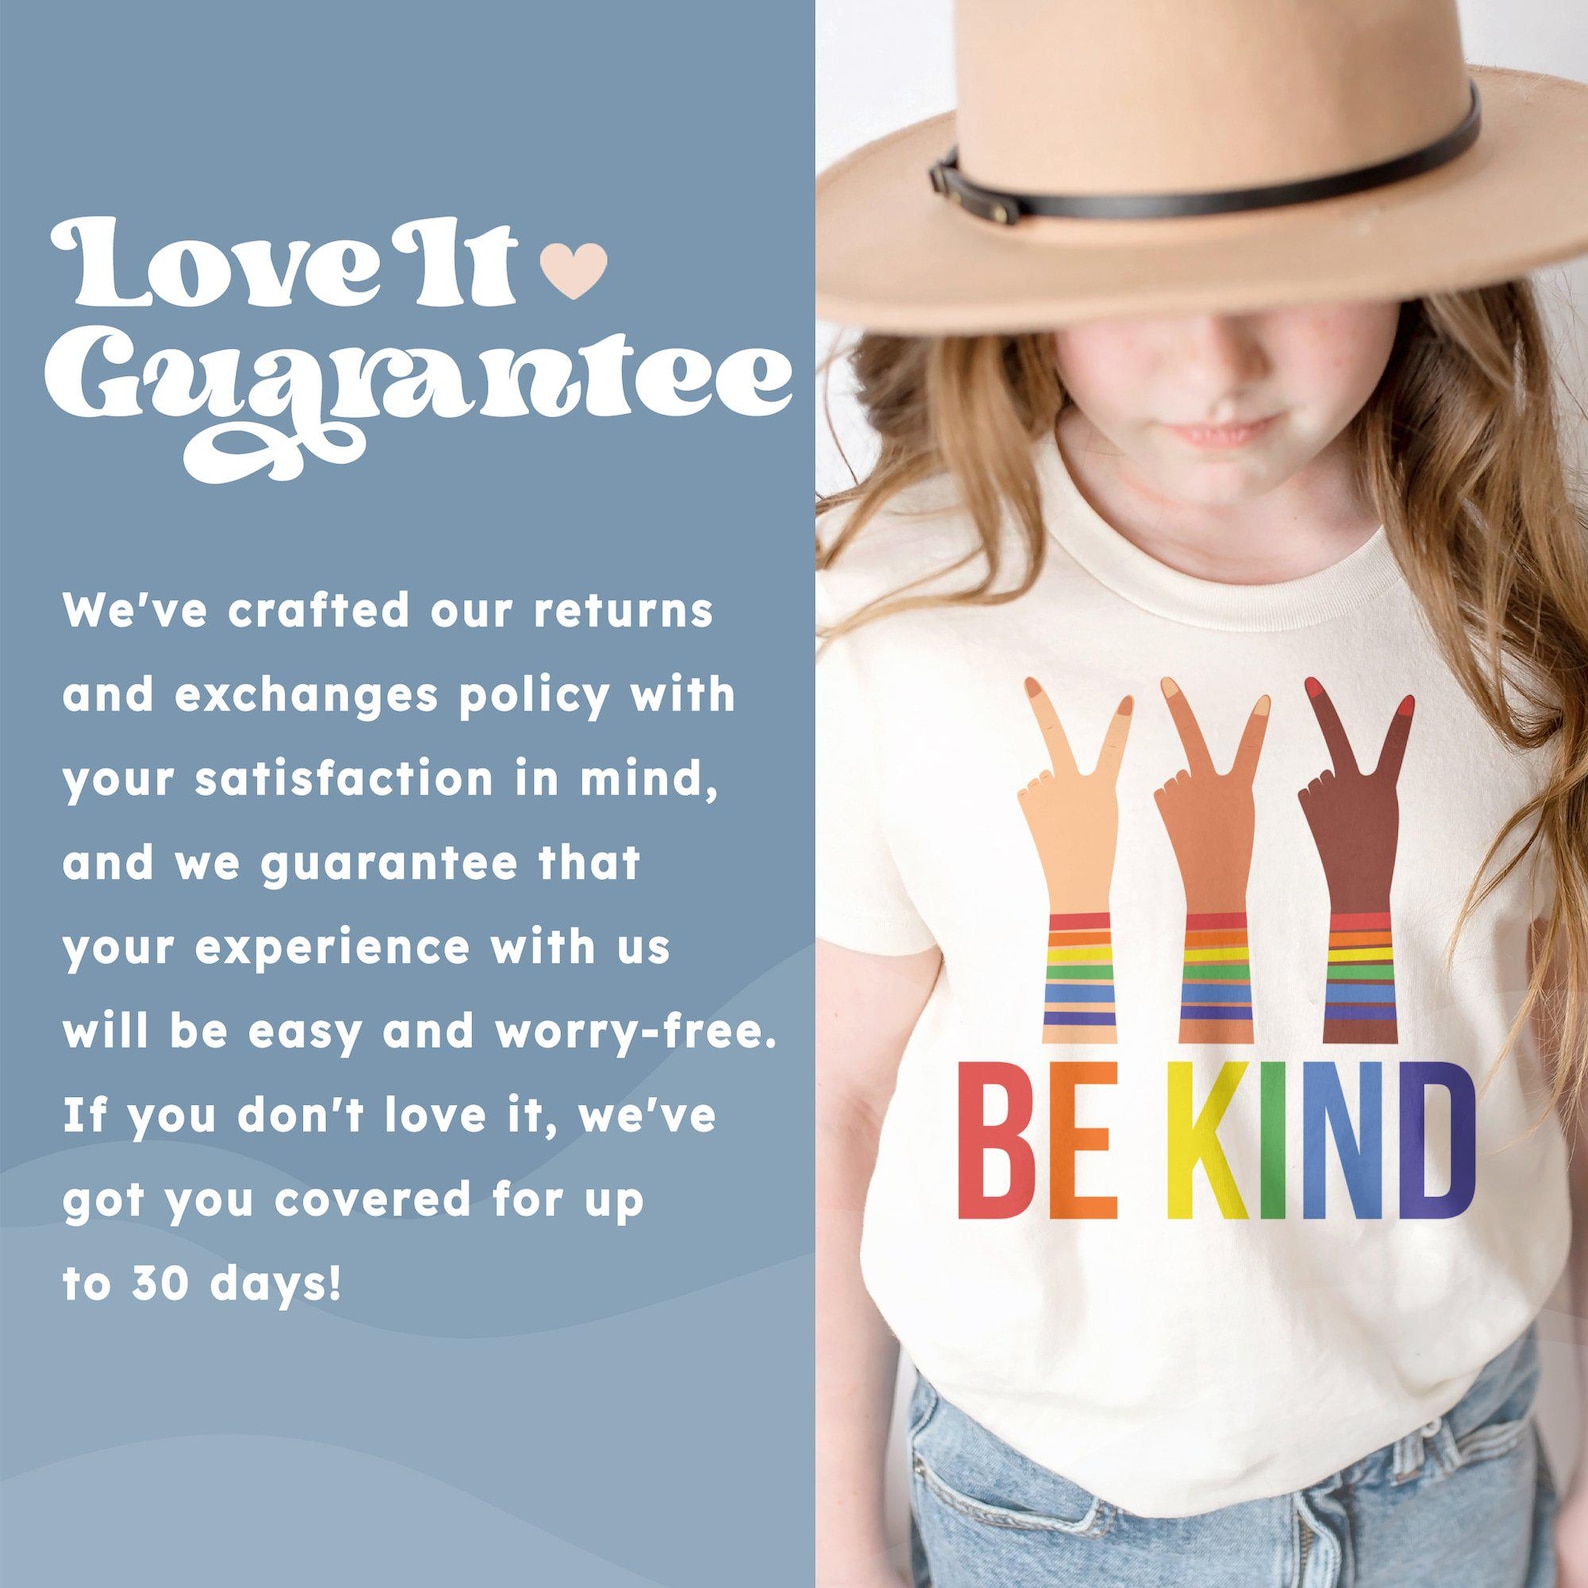 Love It
Guarantee
We've crafted our returns
and exchanges policy with
your satisfaction in mind,
and we guarantee that
your experience with us
will be easy and worry-free.
If you don't love it, we've
got you covered for up
to 30 days!
BE KIND